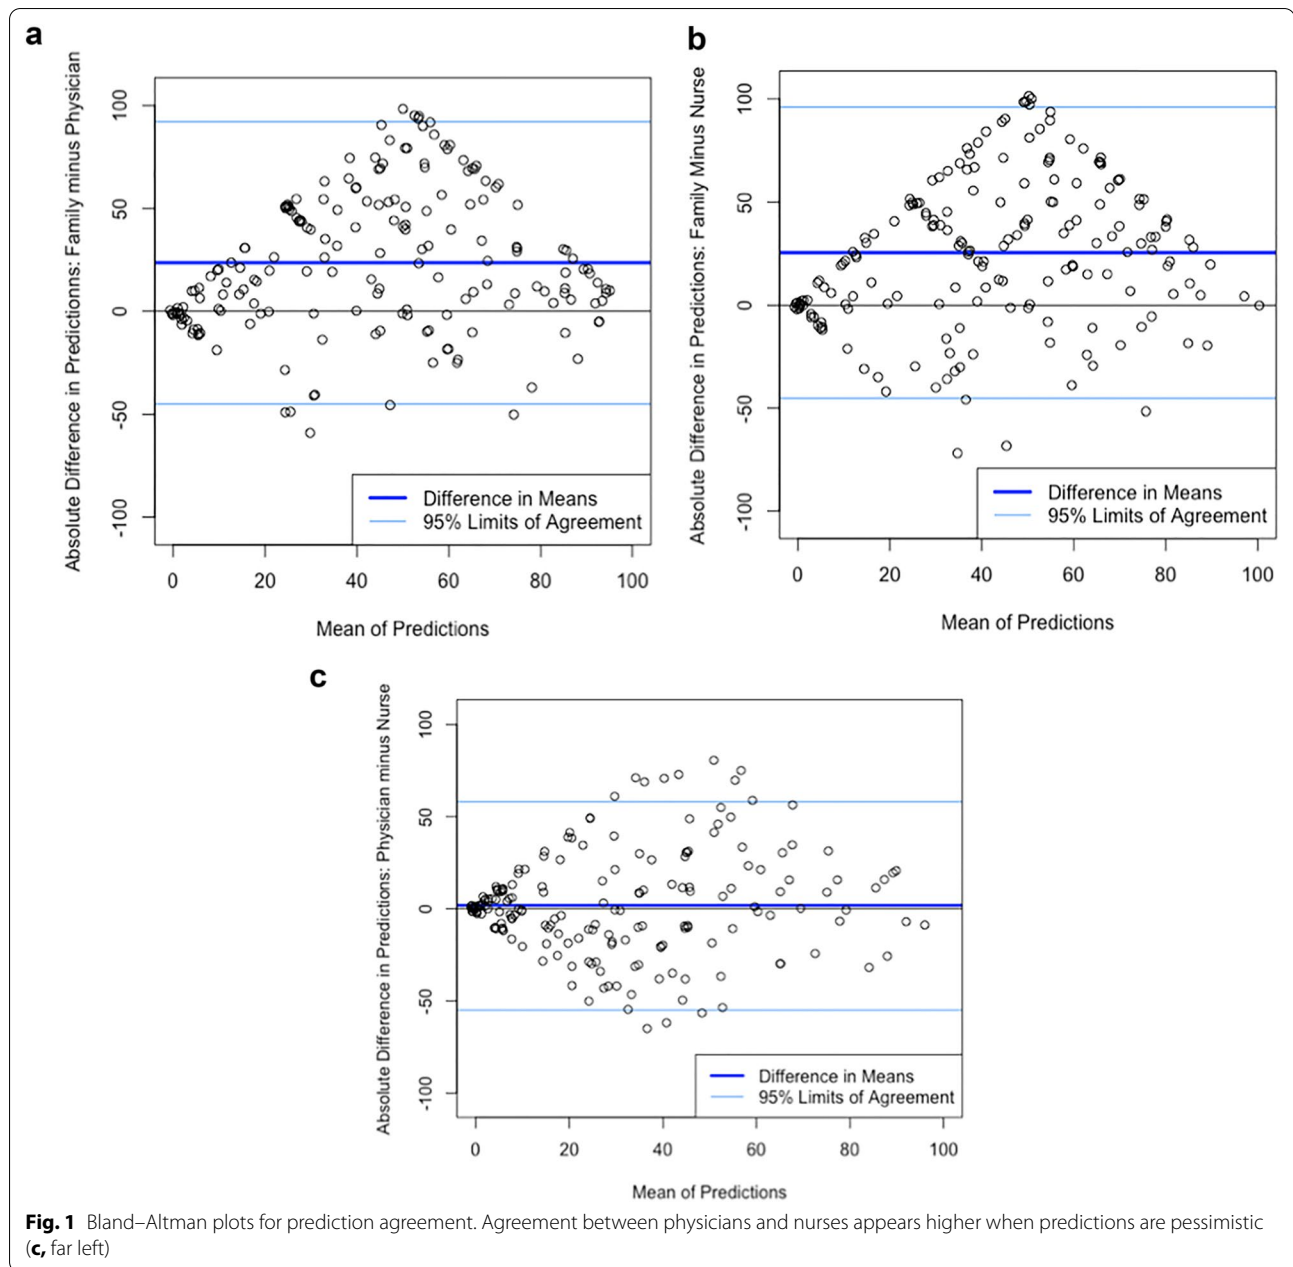 a
Absolute Difference in Predictionns: Family minus Physician
100
50
0
-50
-100
Difference in Means
95% Limits of Agreement
0 20 40 60 80 100
Mean of Predictions
b
Absolute Difference in Predictions: Family Minus Nurse
100
50
0
-50
-100
Difference in Means
95% Limits of Agreement
0 20 40 60 80 100
Mean of Predictions
c
Absolute Difference in Predictions: Physician minus Nurse
100
50
0
-50
-100
Difference in Means
95% Limits of Agreement
0 20 40 60 80 100
Mean of Predictions
Fig. 1 Bland–Altman plots for prediction agreement. Agreement between physicians and nurses appears higher when predictions are pessimistic
(c, far left)